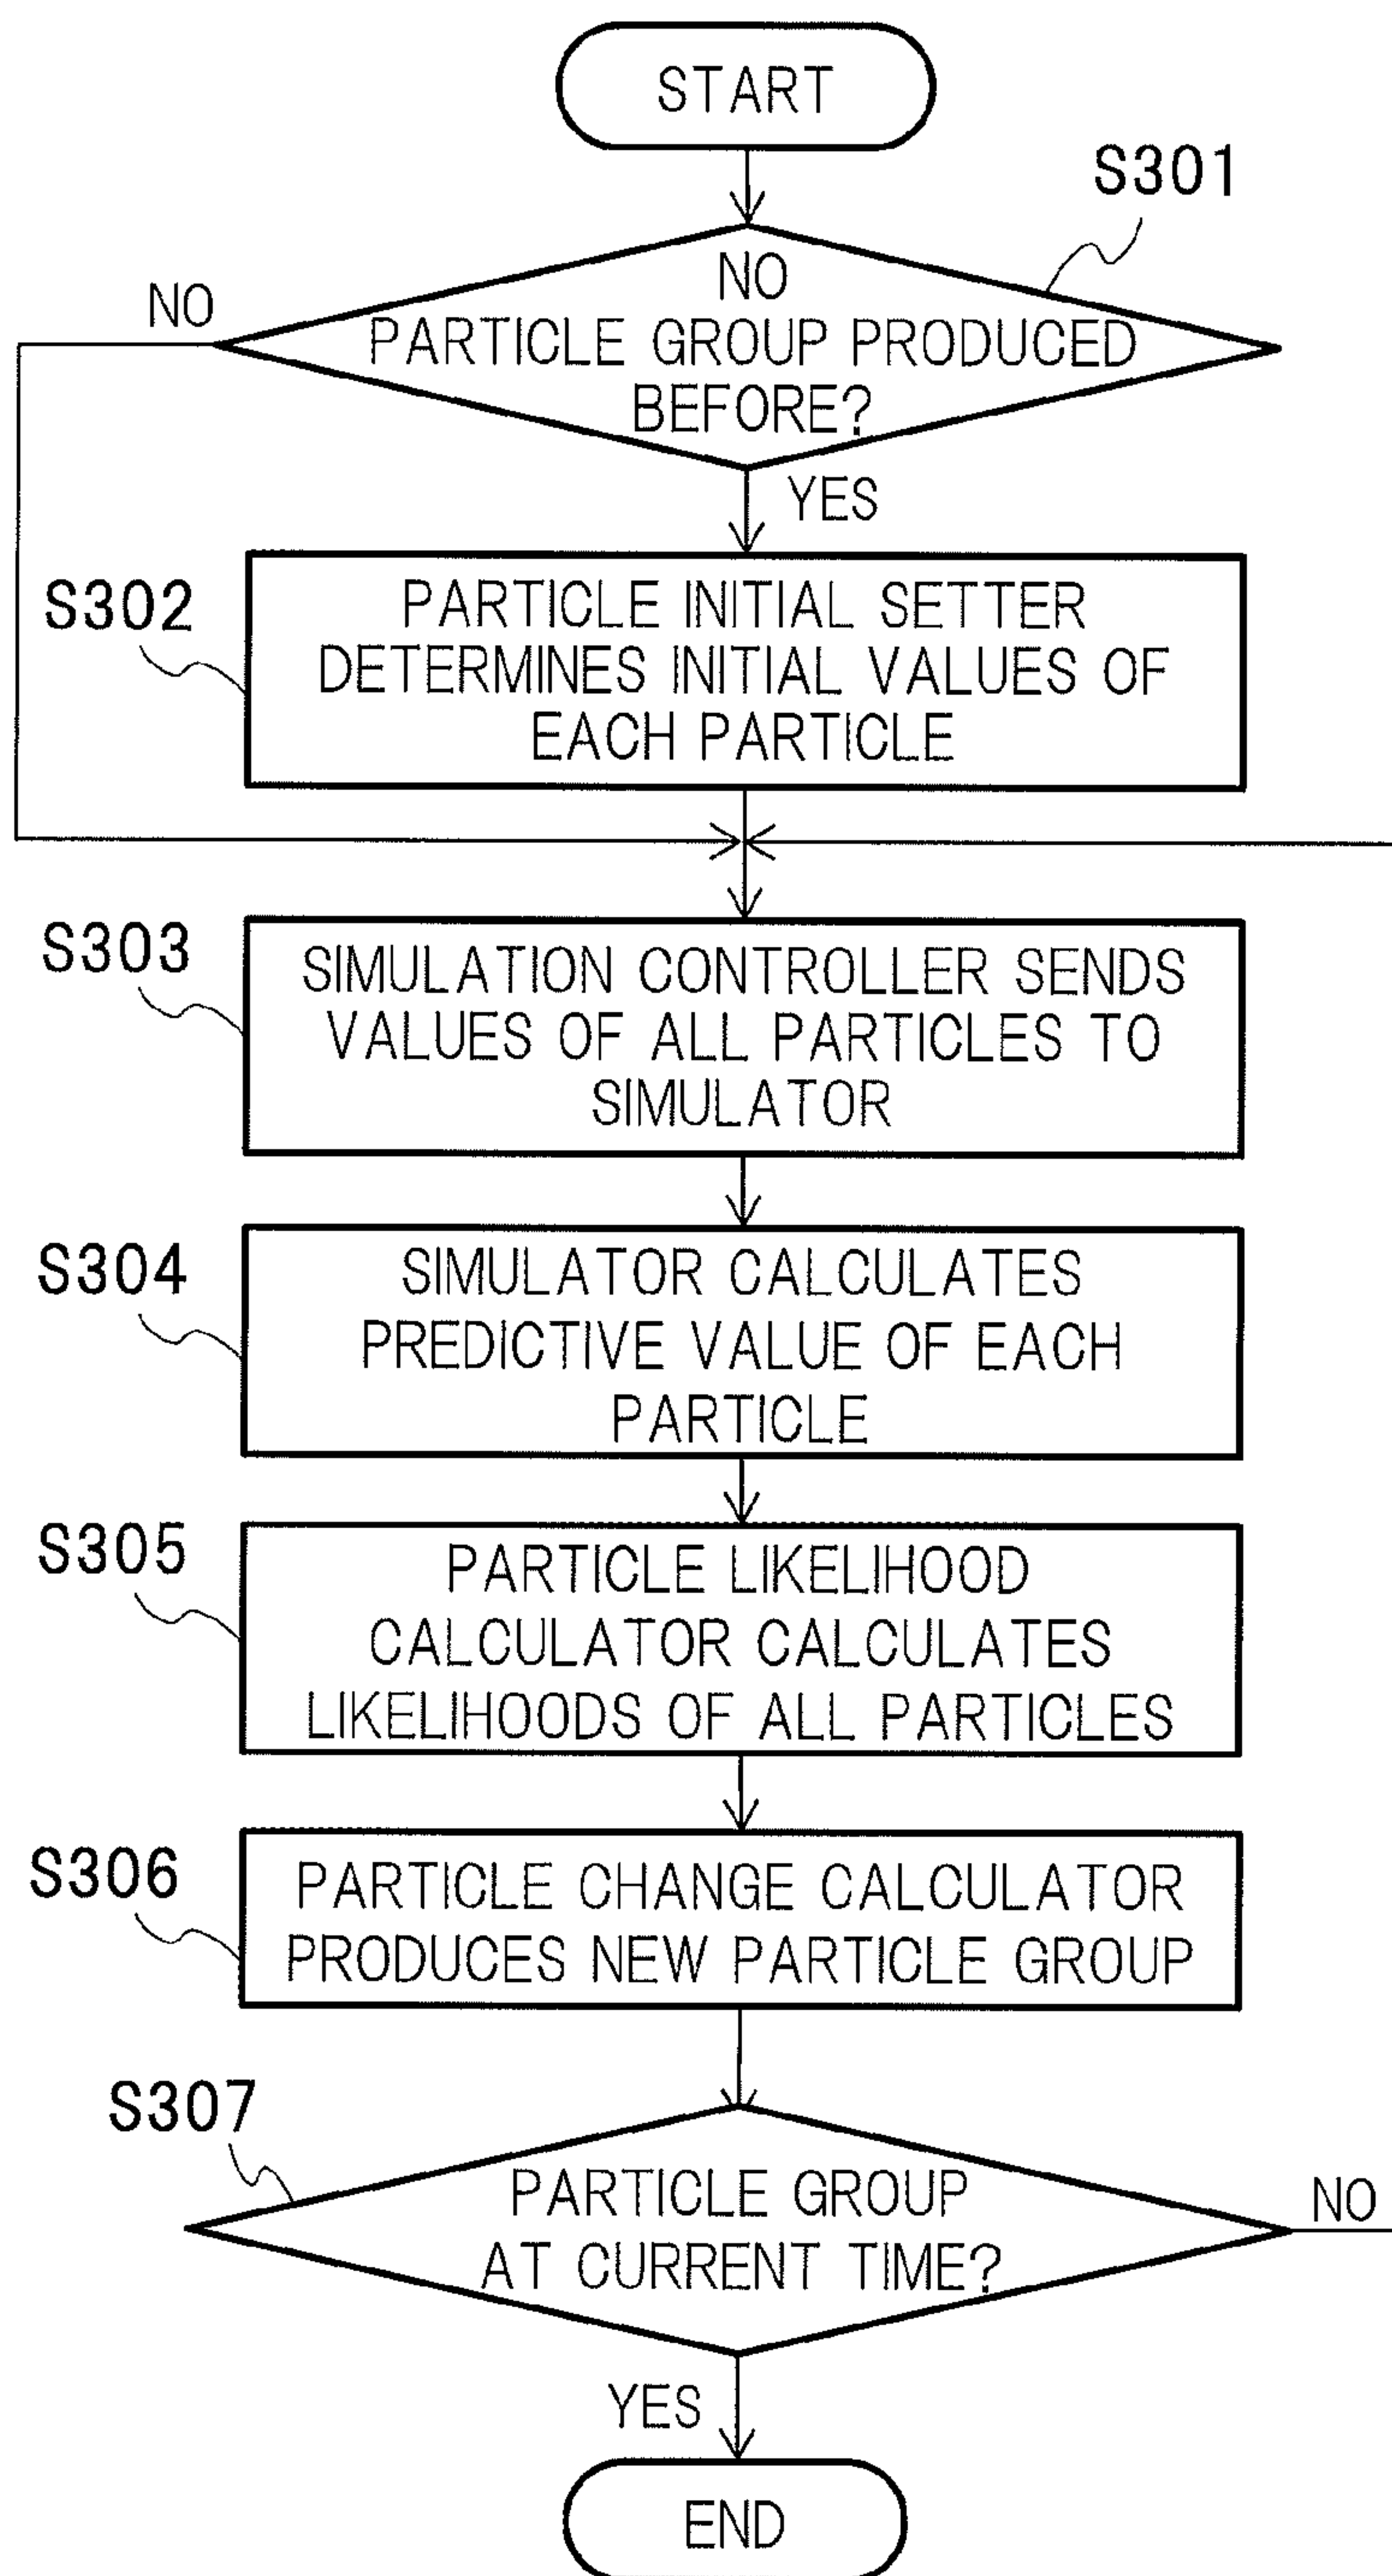 START
S301
NO
NO
PARTICLE GROUP PRODUCED
BEFORE?
YES
S302
PARTICLE INITIAL SETTER
DETERMINES INITIAL VALUES OF
EACH PARTICLE
S303
SIMULATION CONTROLLER SENDS
VALUES OF ALL PARTICLES TO
SIMULATOR
S304
SIMULATOR CALCULATES
PREDICTIVE VALUE OF EACH
PARTICLE
S305
PARTICLE LIKELIHOOD
CALCULATOR CALCULATES
LIKELIHOODS OF ALL PARTICLES
S306
PARTICLE CHANGE CALCULATOR
PRODUCES NEW PARTICLE GROUP
S307
PARTICLE GROUP
AT CURRENT TIME?
NO
YES
END